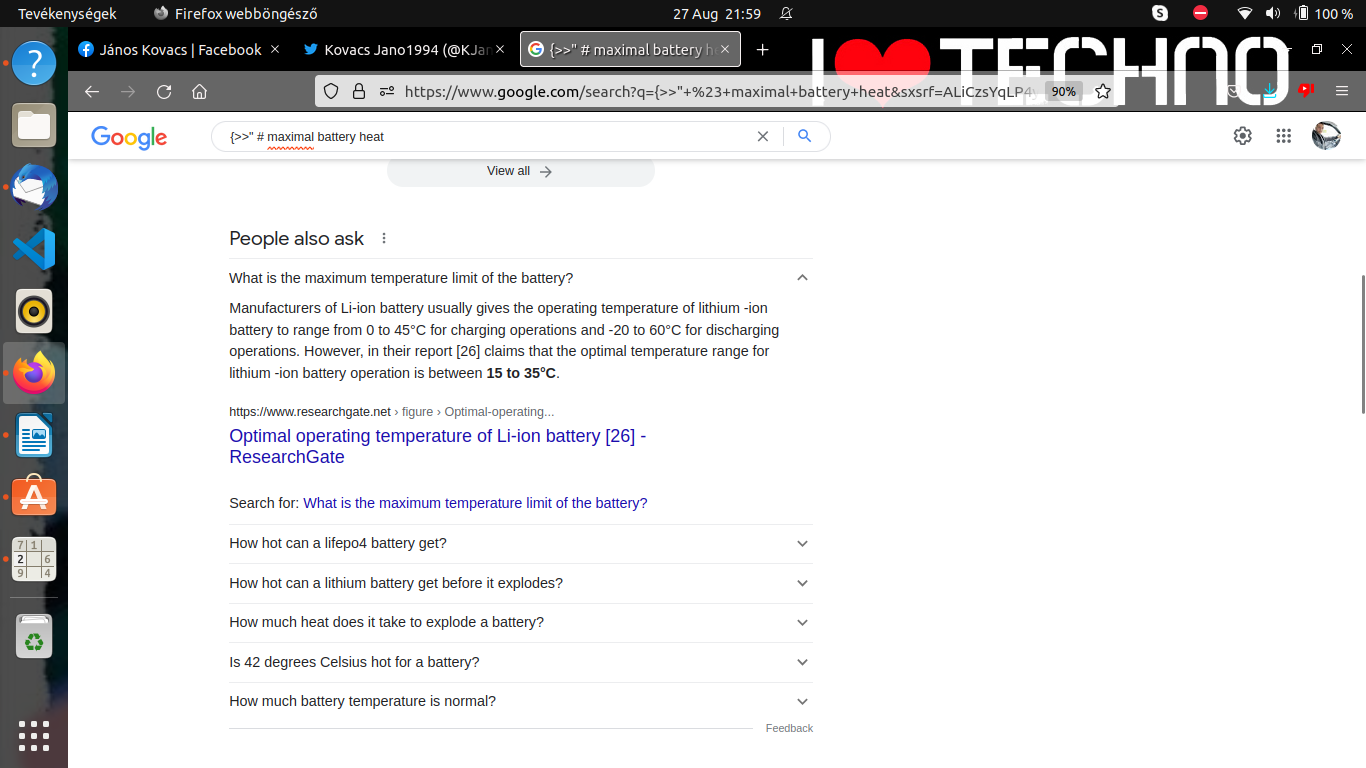 Tevékenységek
Firefox webböngésző
27 Aug 21:59
100 %
János Kovacs | Facebook
Kovacs Jano1994 (@KJan
{>>" # maximal battery he
I TECHNO
https://www.google.com/search?q={>>"+%23+maximal+battery+heat&sxsrf=ALiCzsYqLP4
90%
Google
{>>" # maximal battery heat
View all
People also ask
What is the maximum temperature limit of the battery?
Manufacturers of Li-ion battery usually gives the operating temperature of lithium -ion
battery to range from 0 to 45°C for charging operations and -20 to 60°C for discharging
operations. However, in their report [26] claims that the optimal temperature range for
lithium -ion battery operation is between 15 to 35°C.
https://www.researchgate.net › figure › Optimal-operating...
Optimal operating temperature of Li-ion battery [26] -
ResearchGate
Search for: What is the maximum temperature limit of the battery?
How hot can a lifepo4 battery get?
How hot can a lithium battery get before it explodes?
How much heat does it take to explode a battery?
Is 42 degrees Celsius hot for a battery?
How much battery temperature is normal?
Feedback